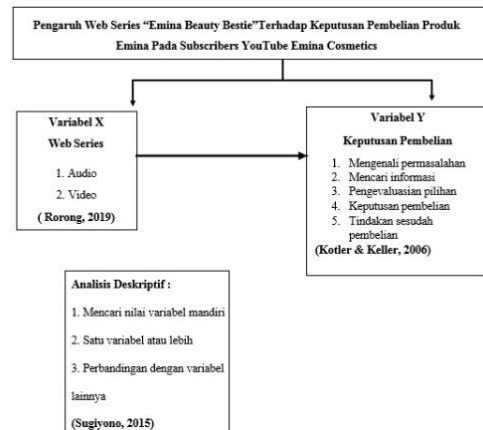 Pengaruh Web Series “Emina Beauty Bestie”Terhadap Keputusan Pembelian Produk
Emina Pada Subscribers YouTube Emina Cosmetics
Variabel X
Web Series
1. Audio
2. Video
( Rorong, 2019)
Variabel Y
Keputusan Pembelian
1. Mengenali permasalahan
2. Mencari informasi
3. Pengevaluasian pilihan
4. Keputusan pembelian
5. Tindakan sesudah
pembelian
(Kotler & Keller, 2006)
Analisis Deskriptif :
1. Mencari nilai variabel mandiri
2. Satu variabel atau lebih
3. Perbandingan dengan variabel
lainnya
(Sugiyono, 2015)